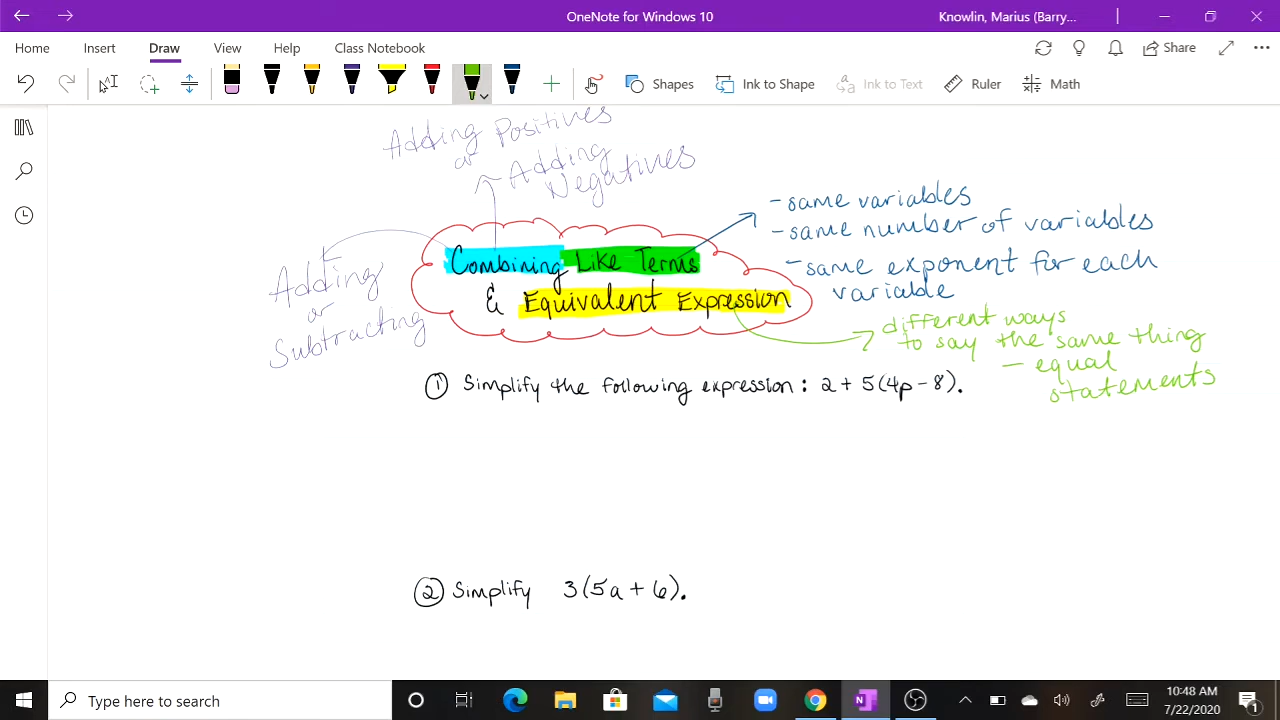 OneNote for Windows 10
Knowlin, Marius (Barry...
Home Insert Draw View Help Class Notebook
Share
Shapes Ink to Shape Ink to Text Ruler Math
Adding Positives
or
Adding
Negatives
Adding
or
Subtracting
Combining Like Terms
& Equivalent Expression
- same variables
- same number of variables
- same exponent for each
variable
different ways
to say the same thing
- equal
statements
① Simplify the following expression: 2 + 5(4p - 8).
② Simplify 3(5a + 6).
Type here to search
10:48 AM
7/22/2020
1